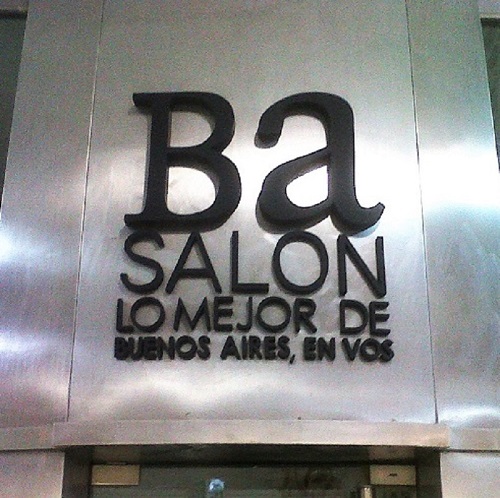 Ba
SALON
LO MEJOR DE
BUENOS AIRES, EN VOS